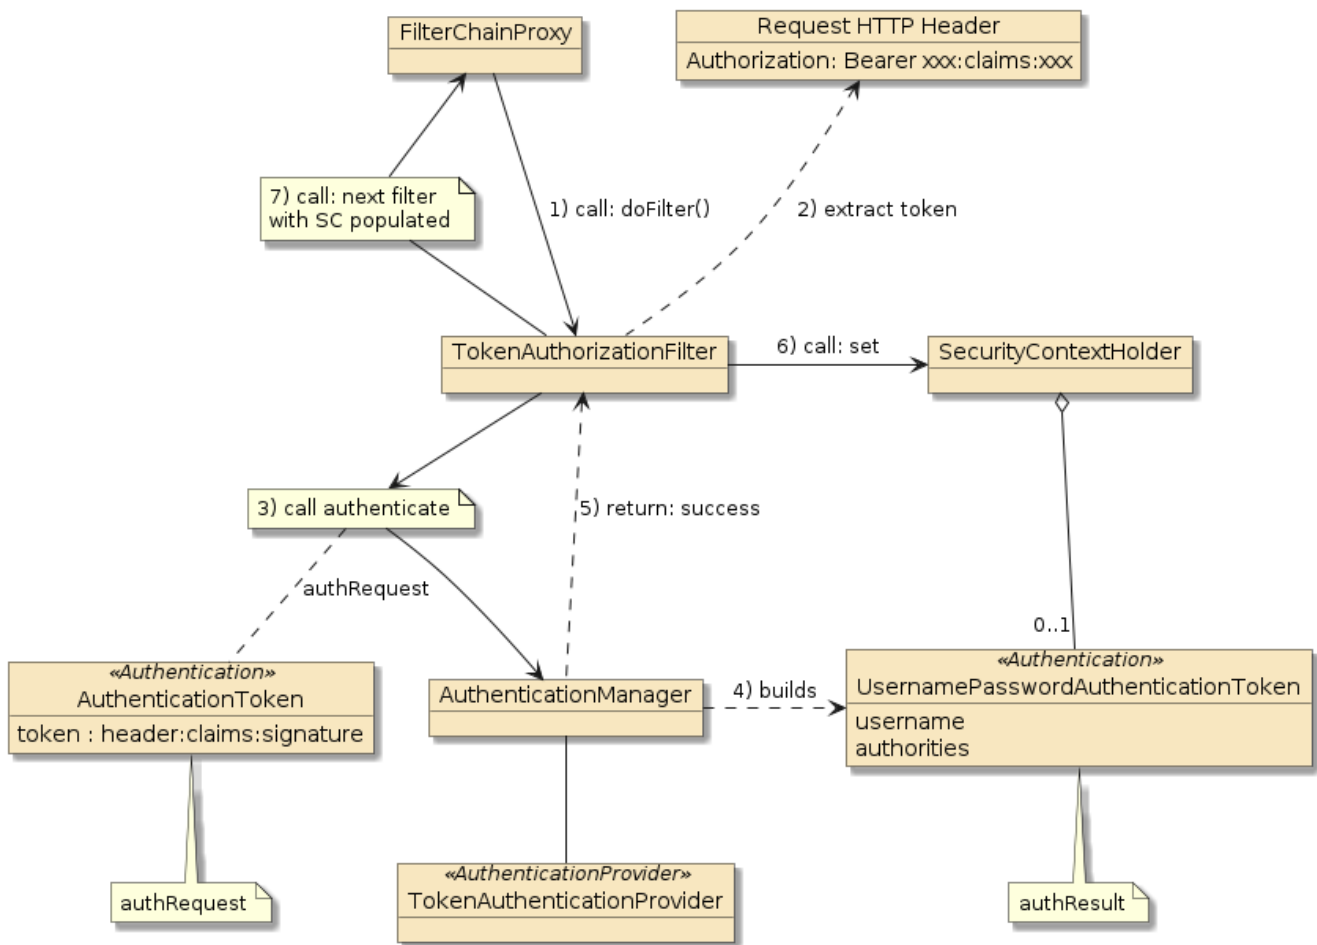 FilterChainProxy
Request HTTP Header
Authorization: Bearer xxx:claims:xxx
7) call: next filter
with SC populated
1) call: doFilter()
2) extract token
TokenAuthorizationFilter
6) call: set
SecurityContextHolder
3) call authenticate
5) return: success
authRequest
0..1
«Authentication»
AuthenticationToken
token : header:claims:signature
AuthenticationManager
4) builds
«Authentication»
UsernamePasswordAuthenticationToken
username
authorities
«AuthenticationProvider»
TokenAuthenticationProvider
authRequest
authResult